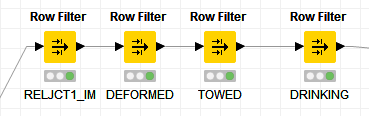 Row Filter Row Filter Row Filter Row Filter
RELJCT1_IM DEFORMED TOWED DRINKING